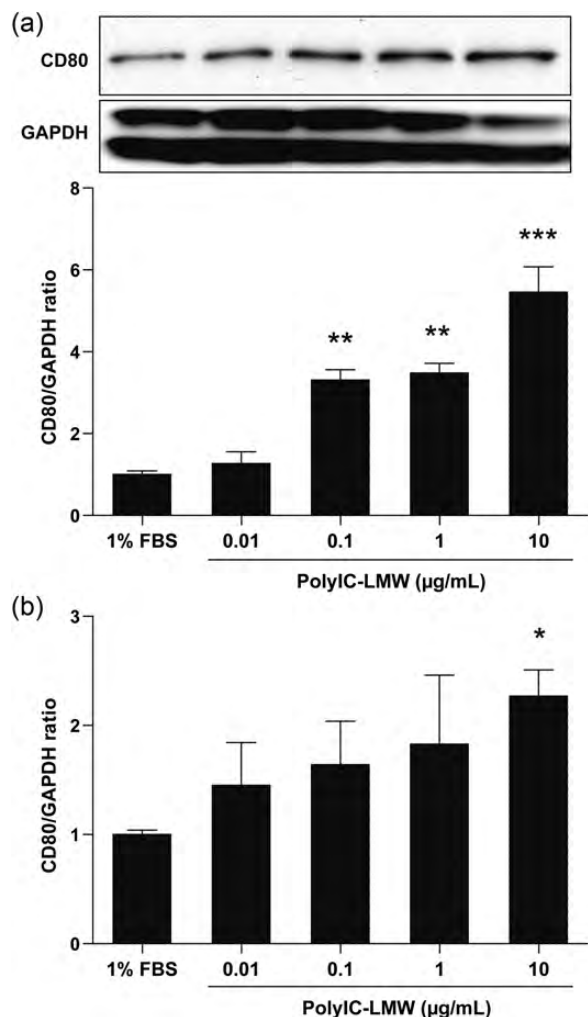 (a)
CD80
GAPDH
8
6
4
2
0
CD80/GAPDH ratio
** ** ***
1% FBS 0.01 0.1 1 10
PolyIC-LMW (µg/mL)
(b)
3
2
1
0
CD80/GAPDH ratio
*
1% FBS 0.01 0.1 1 10
PolyIC-LMW (µg/mL)